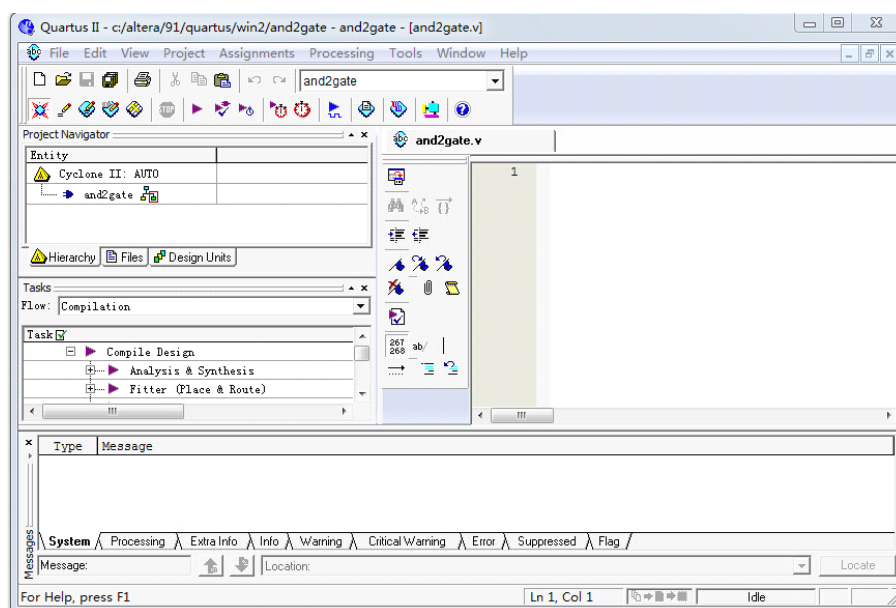 Quartus II - c:/altera/91/quartus/win2/and2gate - and2gate - [and2gate.v]
File Edit View Project Assignments Processing Tools Window Help
and2gate
STOP
Project Navigator
Entity
Cyclone II: AUTO
and2gate
Hierarchy Files Design Units
Tasks
Flow: Compilation
Task
Compile Design
Analysis & Synthesis
Fitter (Place & Route)
abc and2gate.v
1
267
268 ab/
Type Message
System Processing Extra Info Info Warning Critical Warning Error Suppressed Flag
Messages
Message: Location: Locate
For Help, press F1 Ln 1, Col 1 Idle